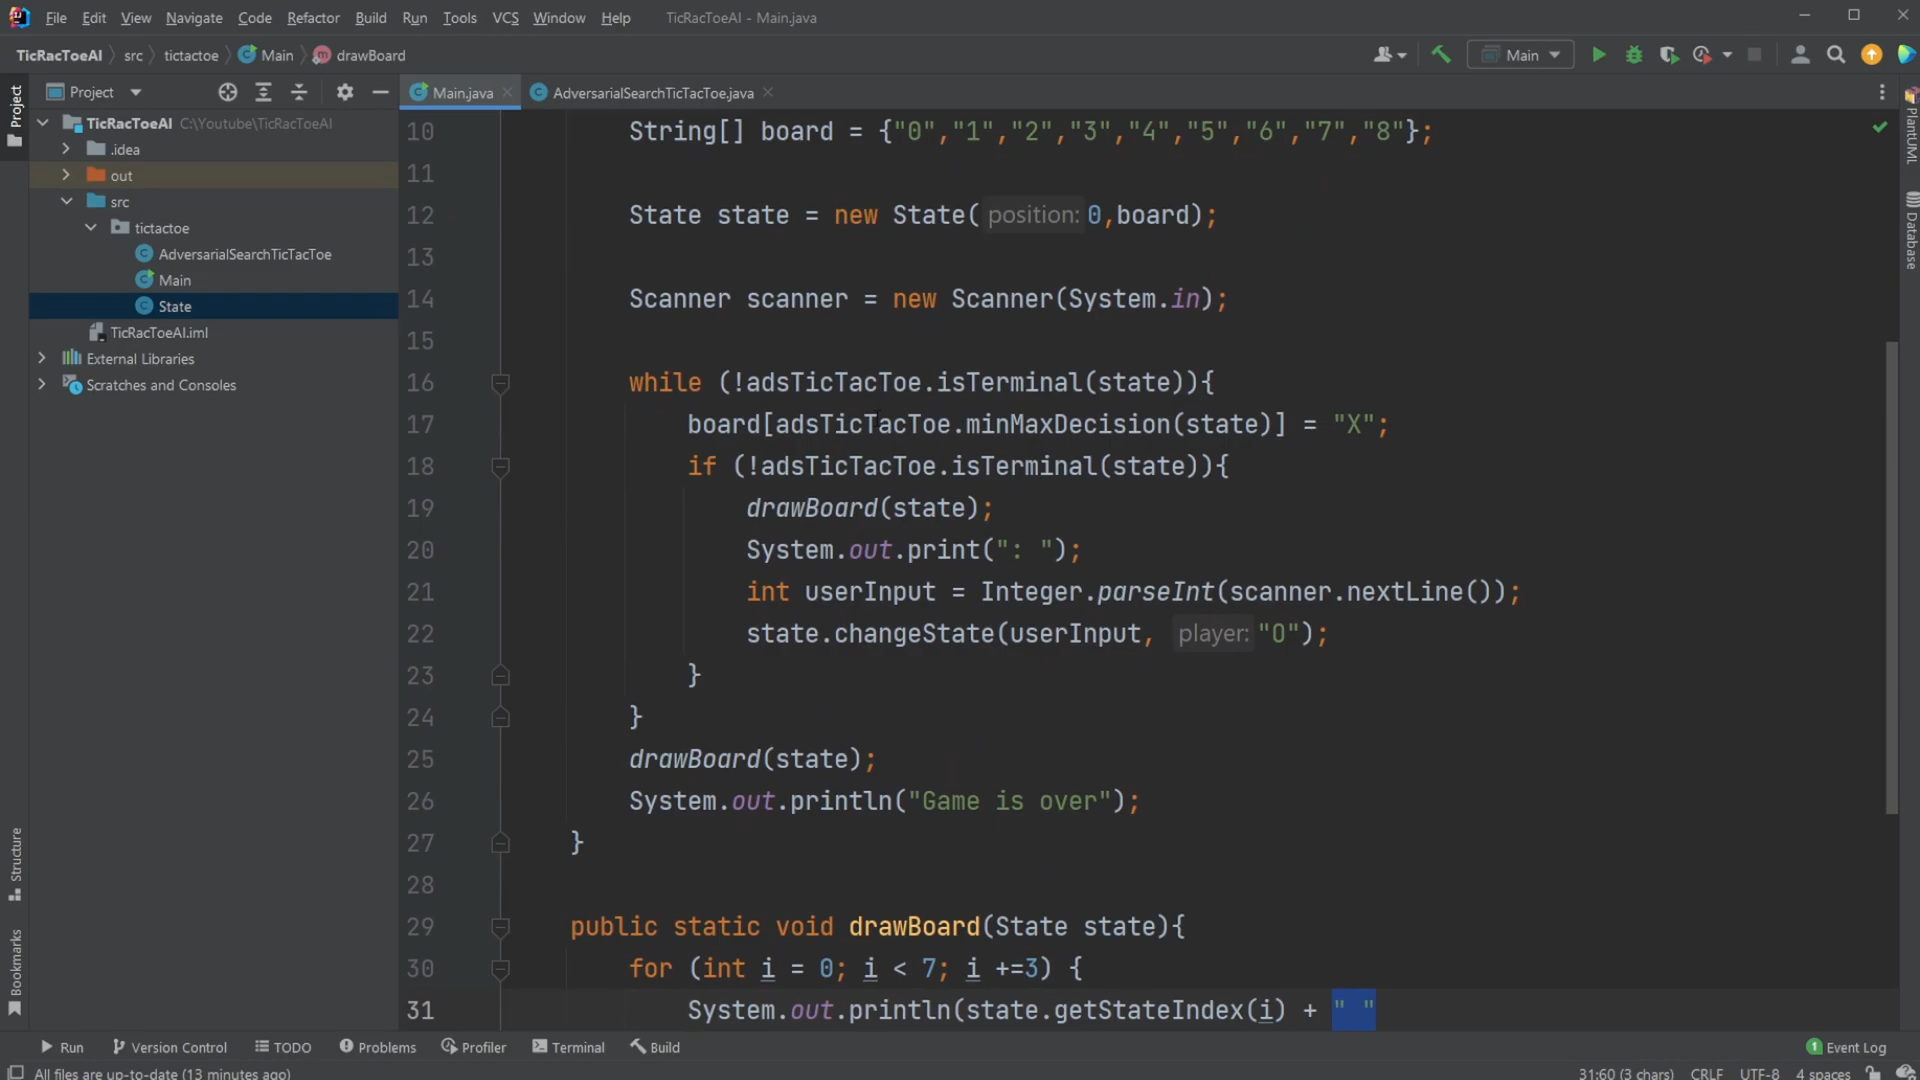 File Edit View Navigate Code Refactor Build Run Tools VCS Window Help TicRacToeAI - Main.java
TicRacToeAI src tictactoe Main drawBoard Main
Project Main.java AdversarialSearchTicTacToe.java
Project
TicRacToeAI C:\Youtube\TicRacToeAI
.idea
out
src
tictactoe
AdversarialSearchTicTacToe
Main
State
TicRacToeAI.iml
External Libraries
Scratches and Consoles
Structure
Bookmarks
10 String[] board = {"0","1","2","3","4","5","6","7","8"};
11
12 State state = new State( position: 0,board);
13
14 Scanner scanner = new Scanner(System.in);
15
16 while (!adsTicTacToe.isTerminal(state)){
17 board[adsTicTacToe.minMaxDecision(state)] = "X";
18 if (!adsTicTacToe.isTerminal(state)){
19 drawBoard(state);
20 System.out.print(": ");
21 int userInput = Integer.parseInt(scanner.nextLine());
22 state.changeState(userInput, player: "O");
23 }
24 }
25 drawBoard(state);
26 System.out.println("Game is over");
27 }
28
29 public static void drawBoard(State state){
30 for (int i = 0; i < 7; i +=3) {
31 System.out.println(state.getStateIndex(i) + " "
PlantUML
Database
Run Version Control TODO Problems Profiler Terminal Build 1 Event Log
All files are up-to-date (13 minutes ago) 31:60 (3 chars) CRLF UTF-8 4 spaces